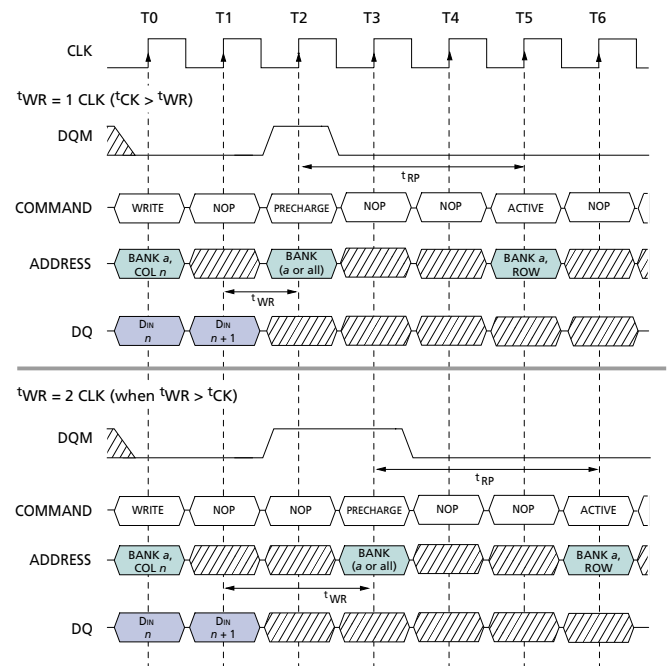 T0 T1 T2 T3 T4 T5 T6
CLK
tWR = 1 CLK (tCK > tWR)
DQM
tRP
COMMAND WRITE NOP PRECHARGE NOP NOP ACTIVE NOP
ADDRESS BANK a, COL n BANK (a or all) BANK a, ROW
tWR
DQ DIN n DIN n + 1
tWR = 2 CLK (when tWR > tCK)
DQM
tRP
COMMAND WRITE NOP NOP PRECHARGE NOP NOP ACTIVE
ADDRESS BANK a, COL n BANK (a or all) BANK a, ROW
tWR
DQ DIN n DIN n + 1